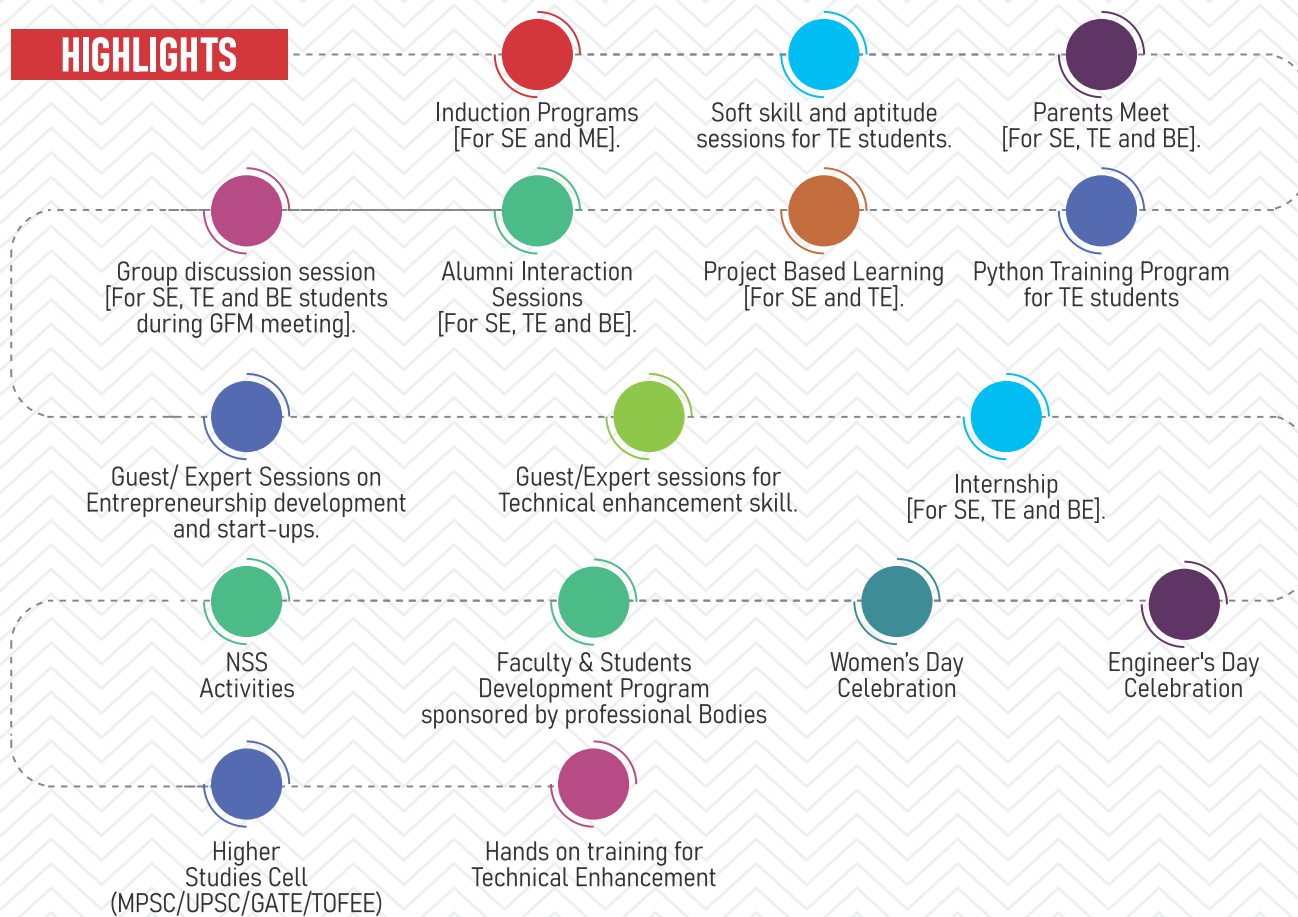 HIGHLIGHTS
Induction Programs
[For SE and ME].
Soft skill and aptitude
sessions for TE students.
Parents Meet
[For SE, TE and BE].
Group discussion session
[For SE, TE and BE students
during GFM meeting].
Alumni Interaction
Sessions
[For SE, TE and BE].
Project Based Learning
[For SE and TE].
Python Training Program
for TE students
Guest/ Expert Sessions on
Entrepreneurship development
and start-ups.
Guest/Expert sessions for
Technical enhancement skill.
Internship
[For SE, TE and BE].
NSS
Activities
Faculty & Students
Development Program
sponsored by professional Bodies
Women's Day
Celebration
Engineer's Day
Celebration
Higher
Studies Cell
(MPSC/UPSC/GATE/TOFEE)
Hands on training for
Technical Enhancement